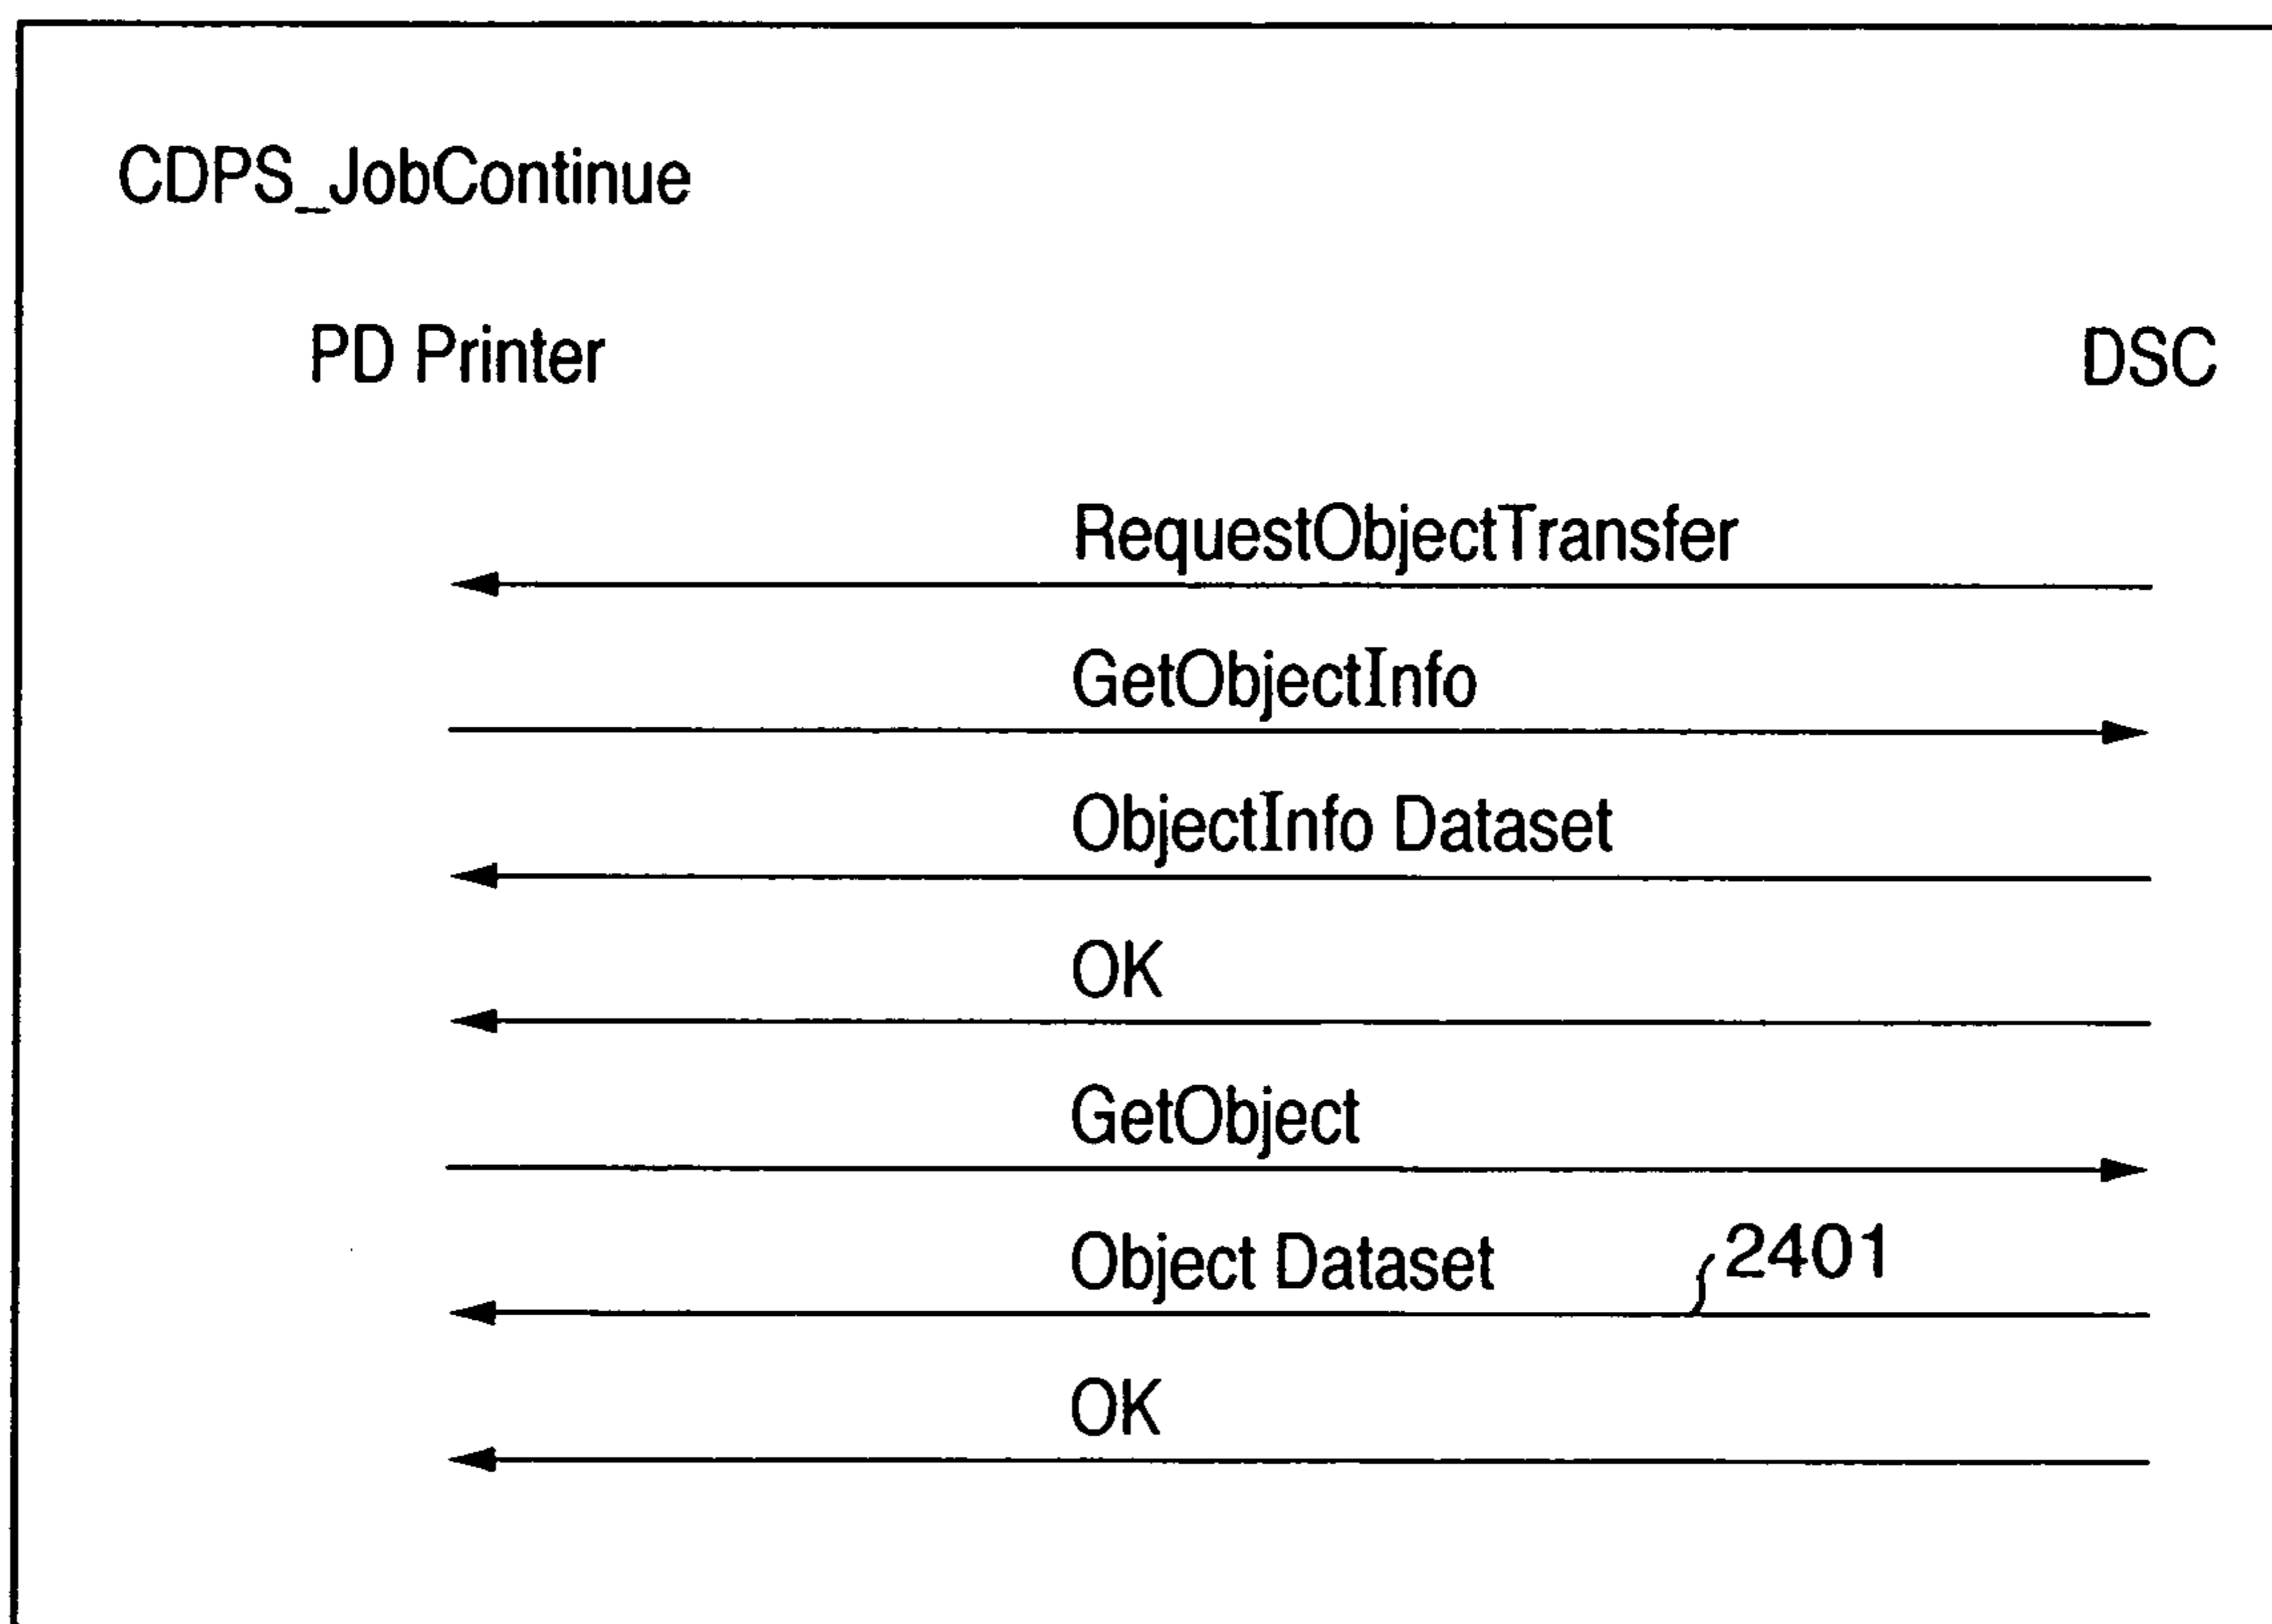 CDPS_JobContinue
PD Printer DSC
RequestObjectTransfer
GetObjectInfo
ObjectInfo Dataset
OK
GetObject
Object Dataset 2401
OK